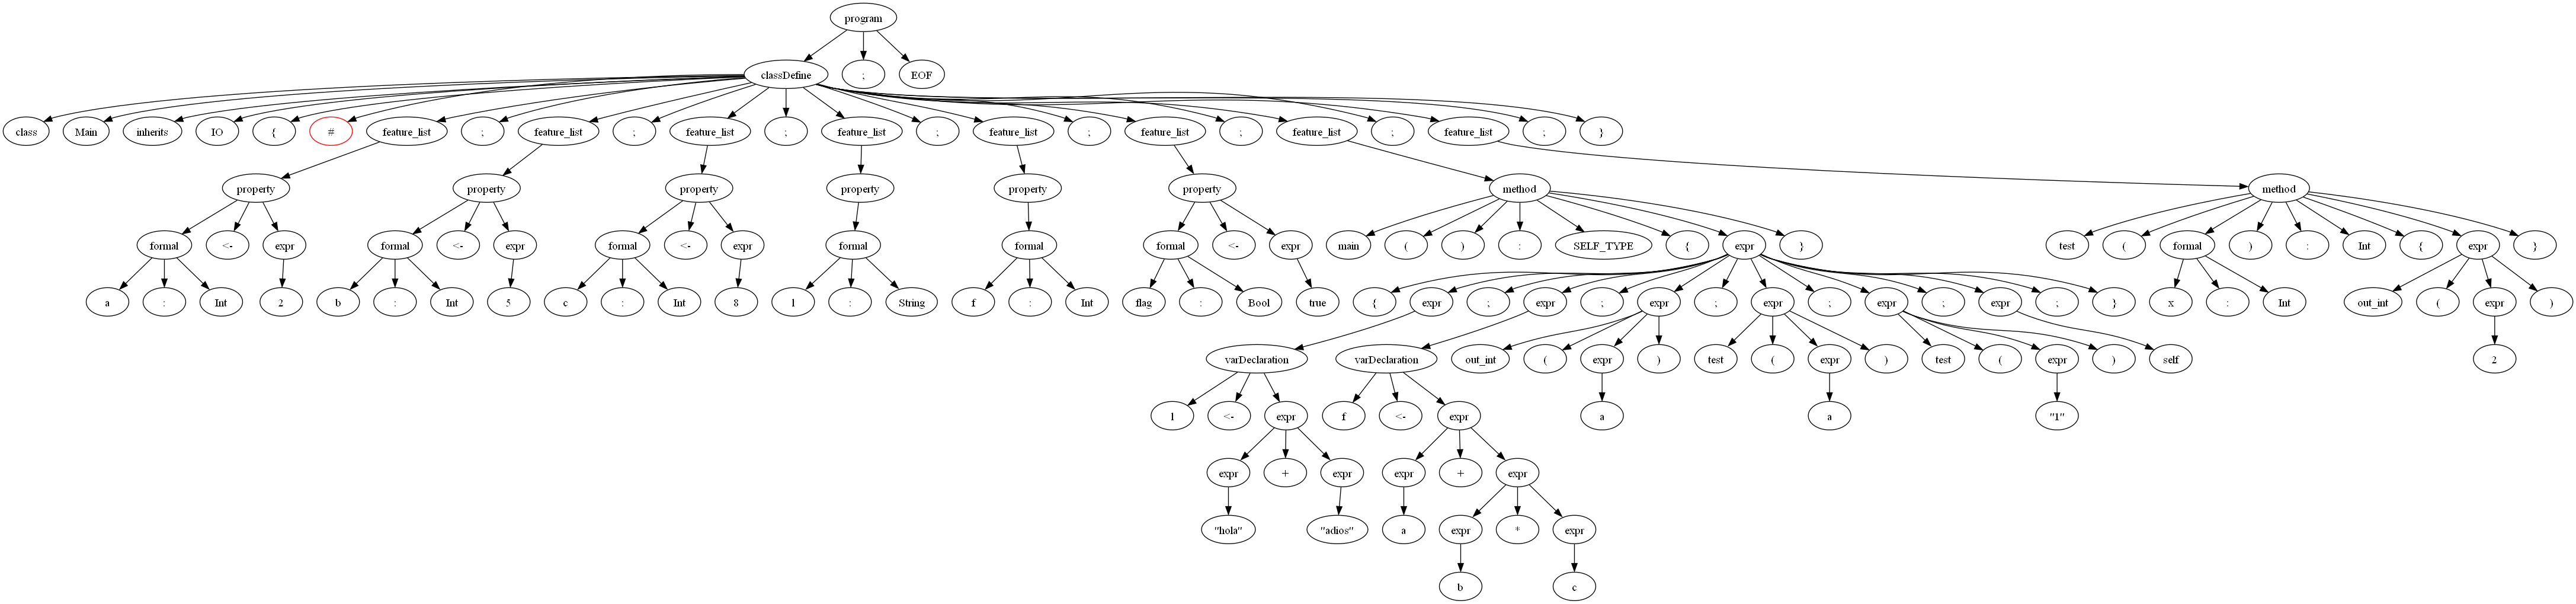 program
classDefine ; EOF
class Main inherits IO { # feature_list ; feature_list ; feature_list ; feature_list ; feature_list ; feature_list ; feature_list ; feature_list ; }
property property property property property property method method
formal <- expr formal <- expr formal <- expr formal formal formal <- expr main ( ) : SELF_TYPE { expr } test ( formal ) : Int { expr }
a : Int 2 b : Int 5 c : Int 8 l : String f : Int flag : Bool true { expr ; expr ; expr ; expr ; expr ; expr ; } x : Int out_int ( expr )
varDeclaration varDeclaration out_int ( expr ) test ( expr ) test ( expr ) self 2
l <- expr f <- expr a a "1"
expr + expr expr + expr
"hola" "adios" a expr * expr
b c